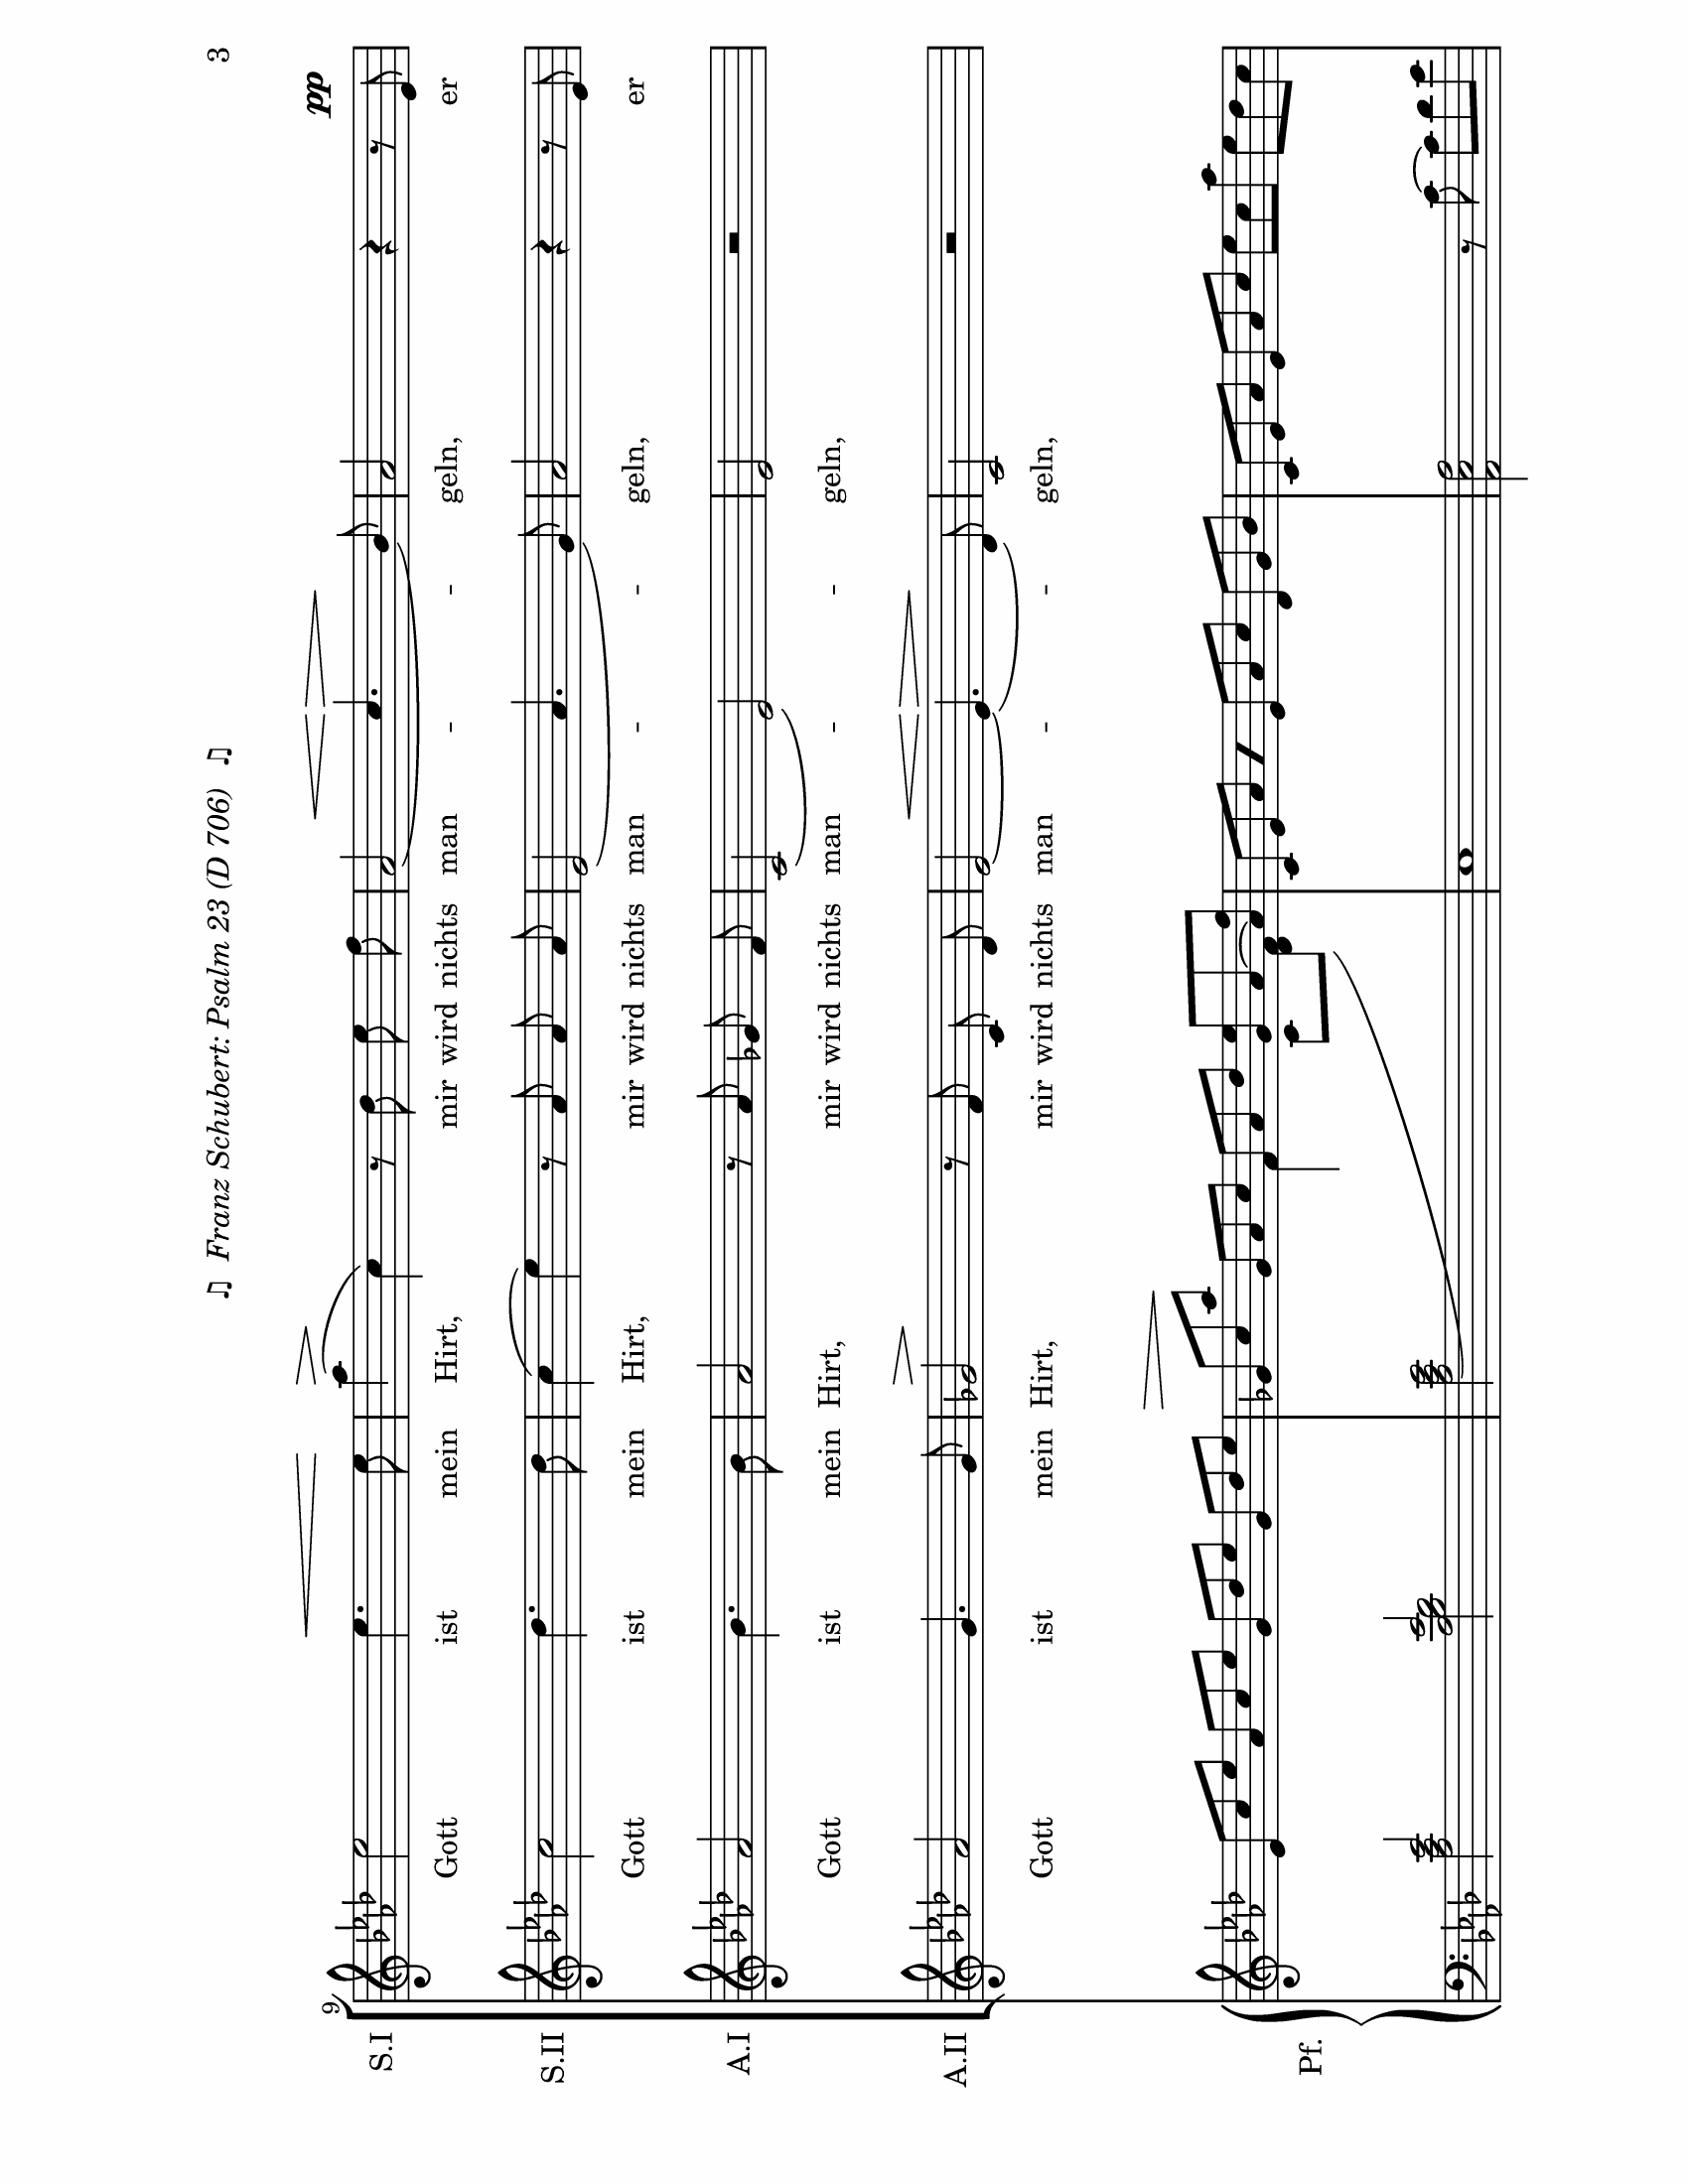 ♫ Franz Schubert: Psalm 23 (D 706) ♫ 3
9
pp
S.I
Gott ist mein Hirt, mir wird nichts man - - geln, er
S.II
Gott ist mein Hirt, mir wird nichts man - - geln, er
A.I
Gott ist mein Hirt, mir wird nichts man - - geln,
A.II
Gott ist mein Hirt, mir wird nichts man - - geln,
Pf.